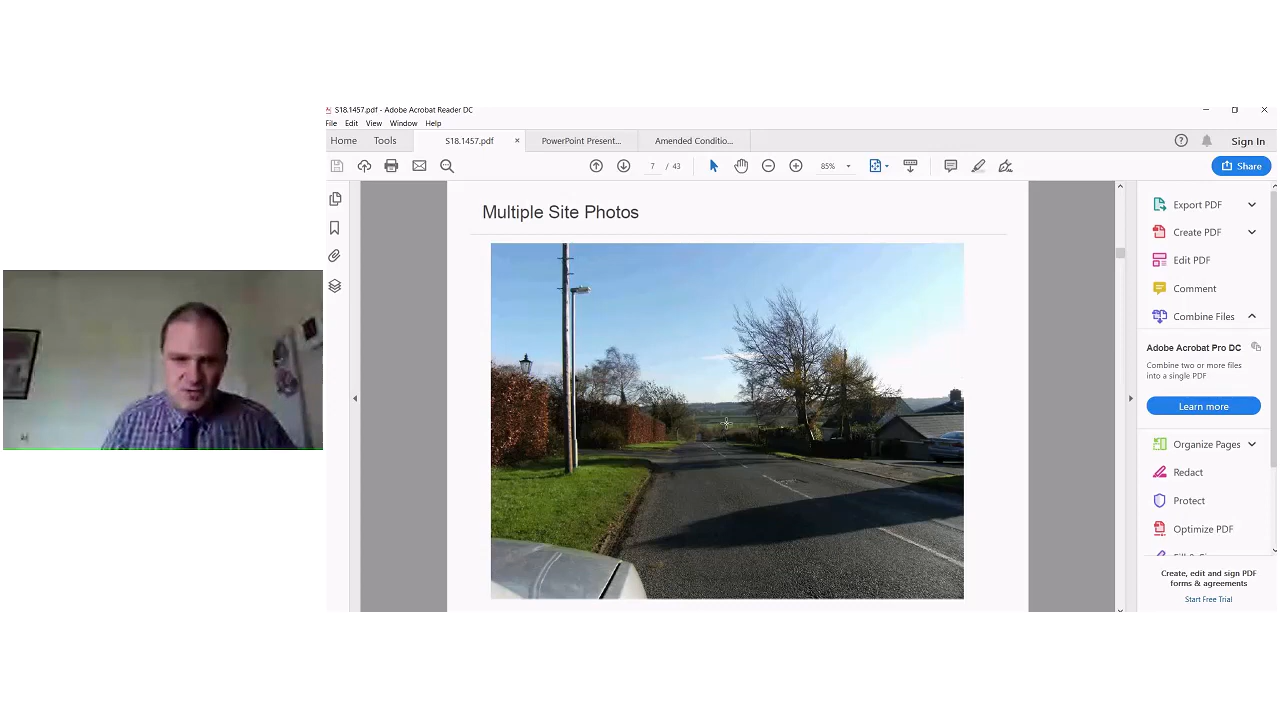 S18.1457.pdf - Adobe Acrobat Reader DC
File Edit View Window Help
Home Tools S18.1457.pdf × PowerPoint Present... Amended Conditio... Sign In
7 / 43 85% Share
Multiple Site Photos
Export PDF
Create PDF
Edit PDF
Comment
Combine Files
Adobe Acrobat Pro DC
Combine two or more files
into a single PDF
Learn more
Organize Pages
Redact
Protect
Optimize PDF
Create, edit and sign PDF
forms & agreements
Start Free Trial